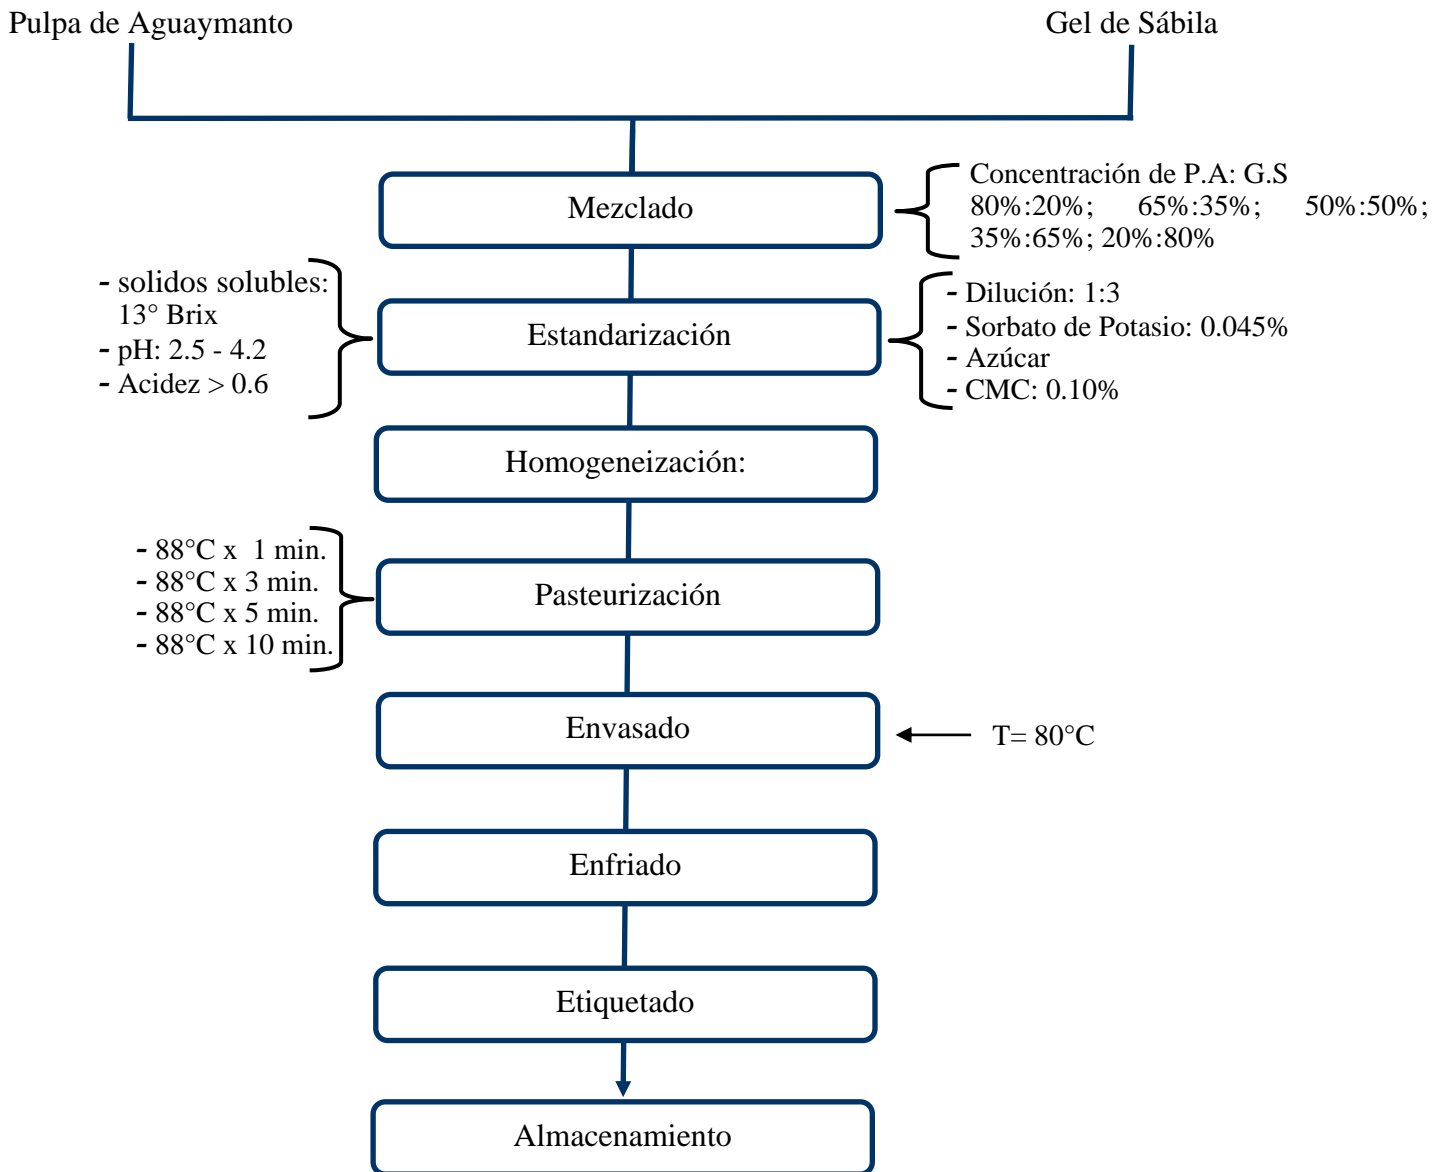 Pulpa de Aguaymanto
Gel de Sábila
Mezclado
Concentración de P.A: G.S
80%:20%; 65%:35%; 50%:50%;
35%:65%; 20%:80%
- solidos solubles:
13° Brix
- pH: 2.5 - 4.2
- Acidez > 0.6
Estandarización
- Dilución: 1:3
- Sorbato de Potasio: 0.045%
- Azúcar
- CMC: 0.10%
Homogeneización:
- 88°C x 1 min.
- 88°C x 3 min.
- 88°C x 5 min.
- 88°C x 10 min.
Pasteurización
Envasado
T= 80°C
Enfriado
Etiquetado
Almacenamiento